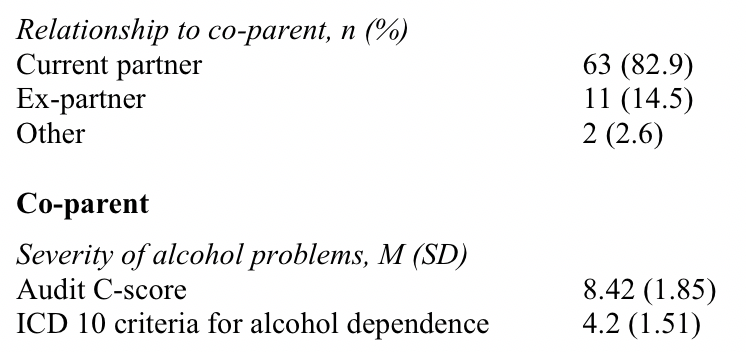 Relationship to co-parent, n (%)
Current partner 63 (82.9)
Ex-partner 11 (14.5)
Other 2 (2.6)
Co-parent
Severity of alcohol problems, M (SD)
Audit C-score 8.42 (1.85)
ICD 10 criteria for alcohol dependence 4.2 (1.51)